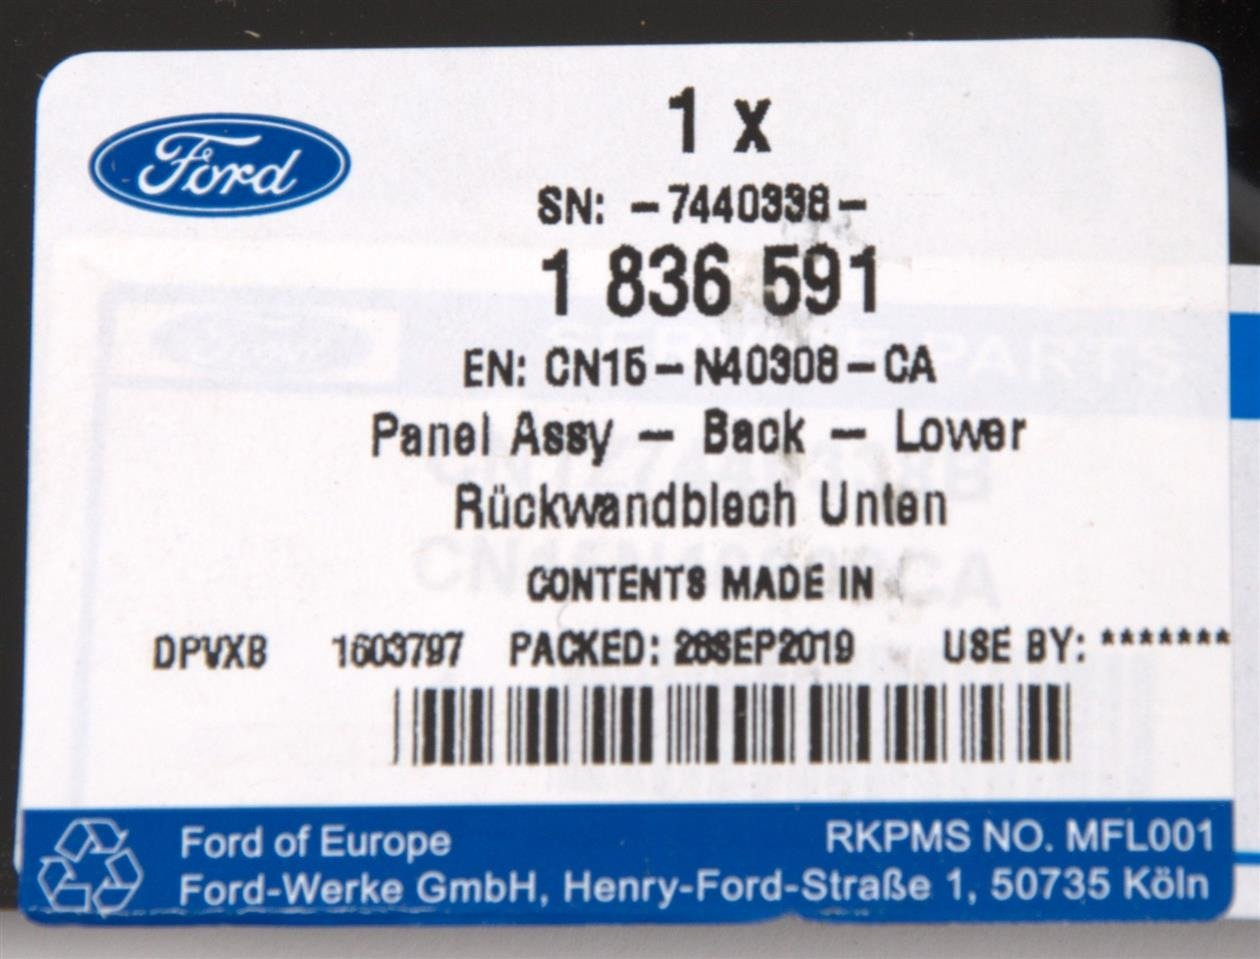 Ford
1 x
SN: -7440338-
1 836 591
EN: CN15-N40308-CA
Panel Assy - Back - Lower
Rückwandblech Unten
CONTENTS MADE IN
DPVXB 1603797 PACKED: 26SEP2019 USE BY: *******
Ford of Europe RKPMS NO. MFL001
Ford-Werke GmbH, Henry-Ford-Straße 1, 50735 Köln
SERVICE PARTS